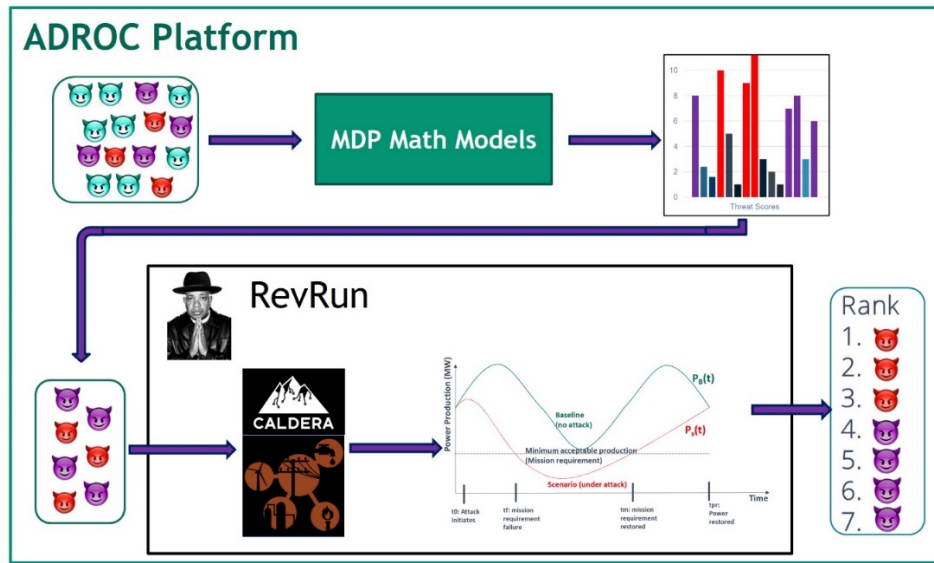 ADROC Platform
MDP Math Models
10
8
6
4
2
0
Threat Scores
RevRun
CALDERA
Power Production (MW)
P_B(t)
Baseline
(no attack)
P_s(t)
Minimum acceptable production
(Mission requirement)
Scenario (under attack)
Time
t0: Attack
Initiates
tf: mission
requirement
failure
tm: mission
requirement
restored
tpr:
Power
restored
Rank
1.
2.
3.
4.
5.
6.
7.